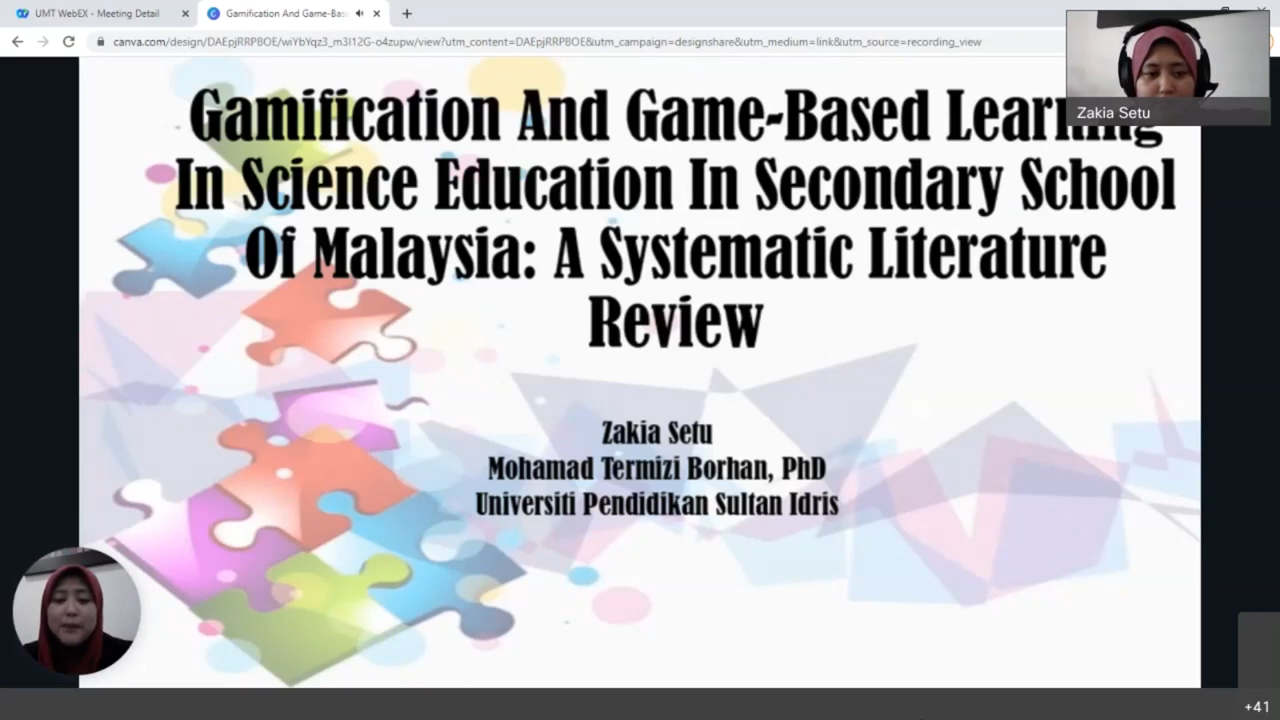 UMT WebEX - Meeting Detail
Gamification And Game-Bas
canva.com/design/DAEpjRRPBOE/wiYbYqz3_m3I12G-o4zupw/view?utm_content=DAEpjRRPBOE&utm_campaign=designshare&utm_medium=link&utm_source=recording_view
Zakia Setu
Gamification And Game-Based Learning
In Science Education In Secondary School
Of Malaysia: A Systematic Literature
Review
Zakia Setu
Mohamad Termizi Borhan, PhD
Universiti Pendidikan Sultan Idris
+41